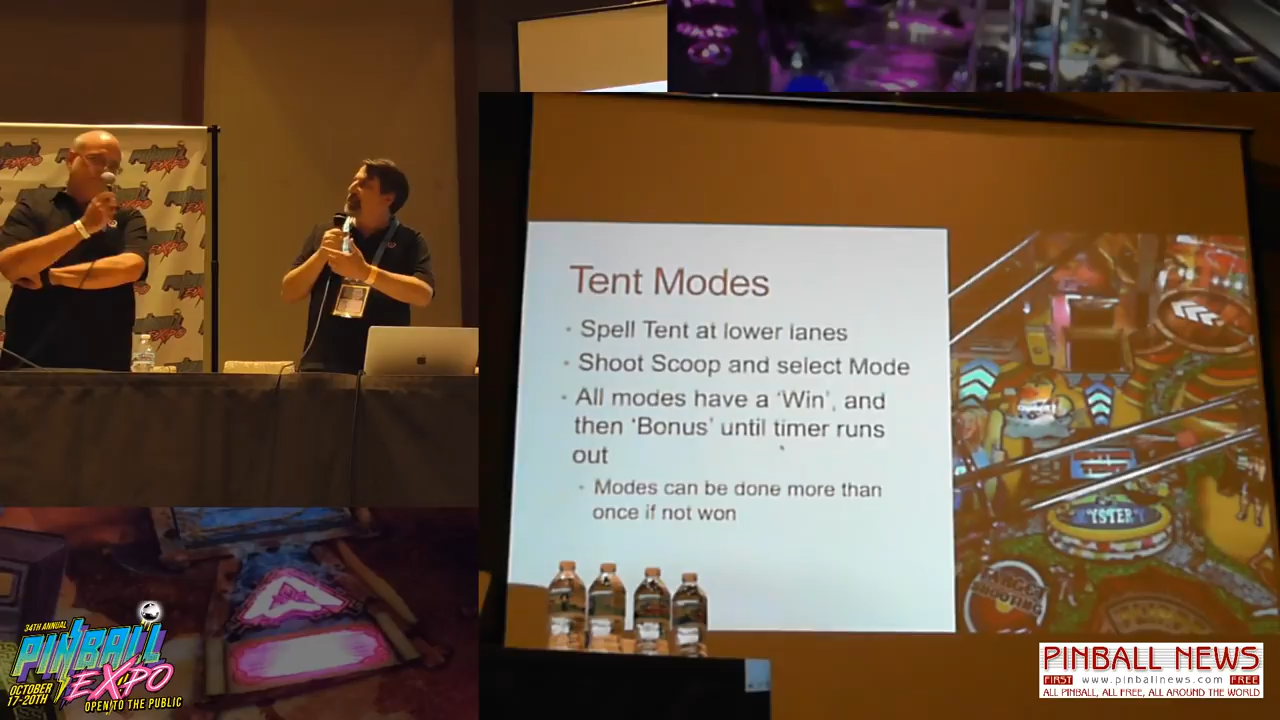 PINBALL
EXPO
Tent Modes
• Spell Tent at lower lanes
• Shoot Scoop and select Mode
• All modes have a 'Win', and
then 'Bonus' until timer runs
out
• Modes can be done more than
once if not won
34TH ANNUAL
PINBALL
EXPO
OCTOBER
17-20TH
OPEN TO THE PUBLIC
PINBALL NEWS
FIRST www.pinballnews.com FREE
ALL PINBALL, ALL FREE, ALL AROUND THE WORLD